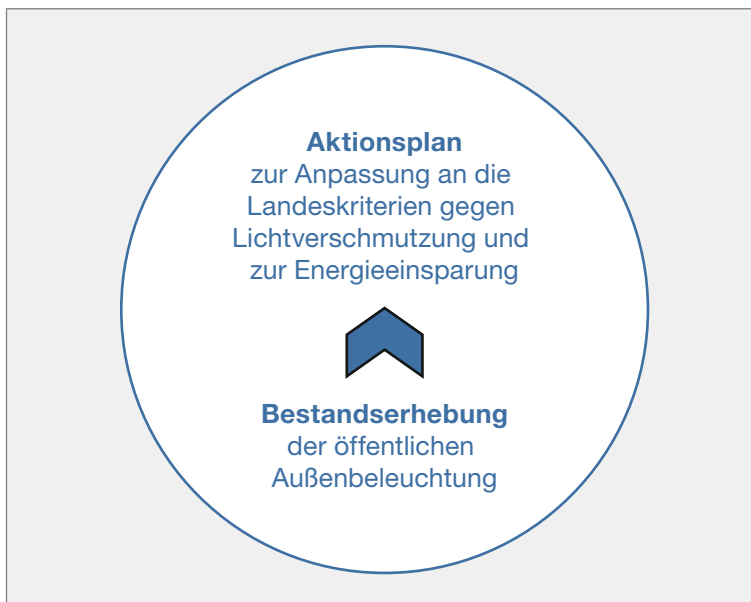 Aktionsplan
zur Anpassung an die
Landeskriterien gegen
Lichtverschmutzung und
zur Energieeinsparung
Bestandserhebung
der öffentlichen
Außenbeleuchtung